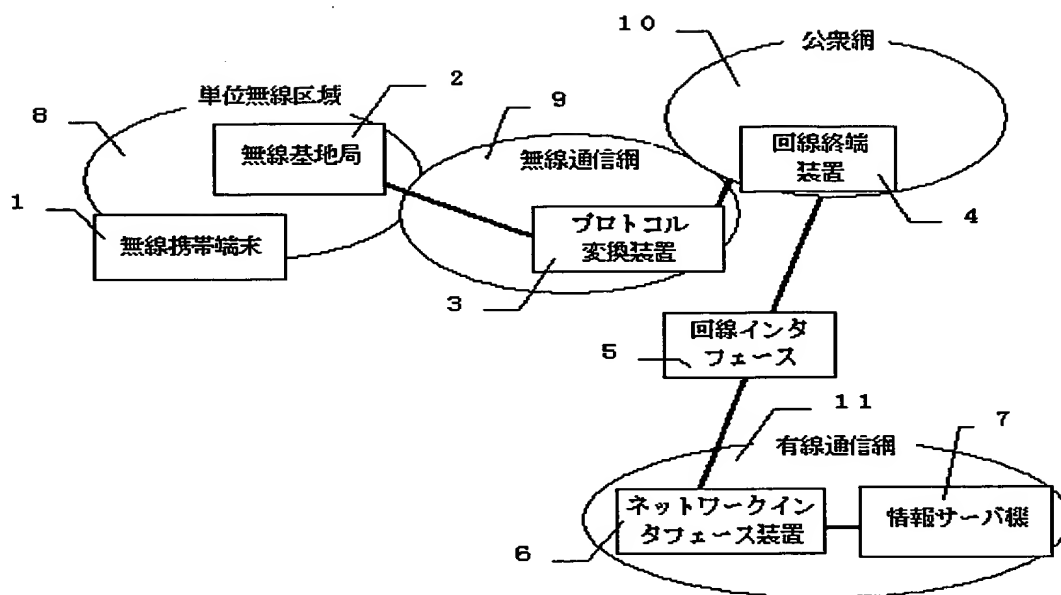 １０
公衆網
２
９
単位無線区域
８
無線基地局
無線通信網
回線終端
装置
１
４
無線携帯端末
プロトコル
変換装置
３
回線インタ
フェース
５
１１
７
有線通信網
ネットワークイン
タフェース装置
情報サーバ機
６